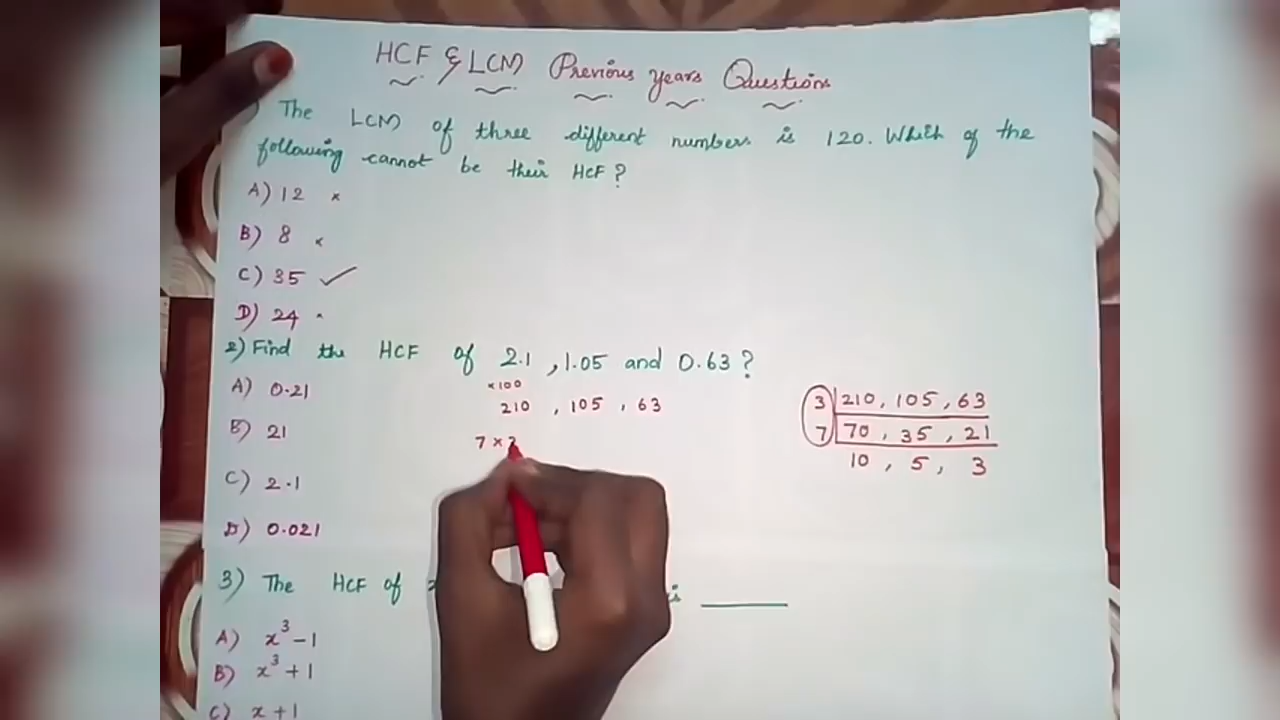 HCF & LCM Previous years Questions
The LCM of three different numbers is 120. Which of the
following cannot be their HCF?
A) 12 ×
B) 8 ×
C) 35 ✓
D) 24 ×
2) Find the HCF of 2.1, 1.05 and 0.63?
×100
A) 0.21
210, 105, 63
B) 21
7 ×
C) 2.1
D) 0.021
3 210, 105, 63
7 70, 35, 21
10, 5, 3
3) The HCF of is ____
A) x³ - 1
B) x³ + 1
C) x + 1